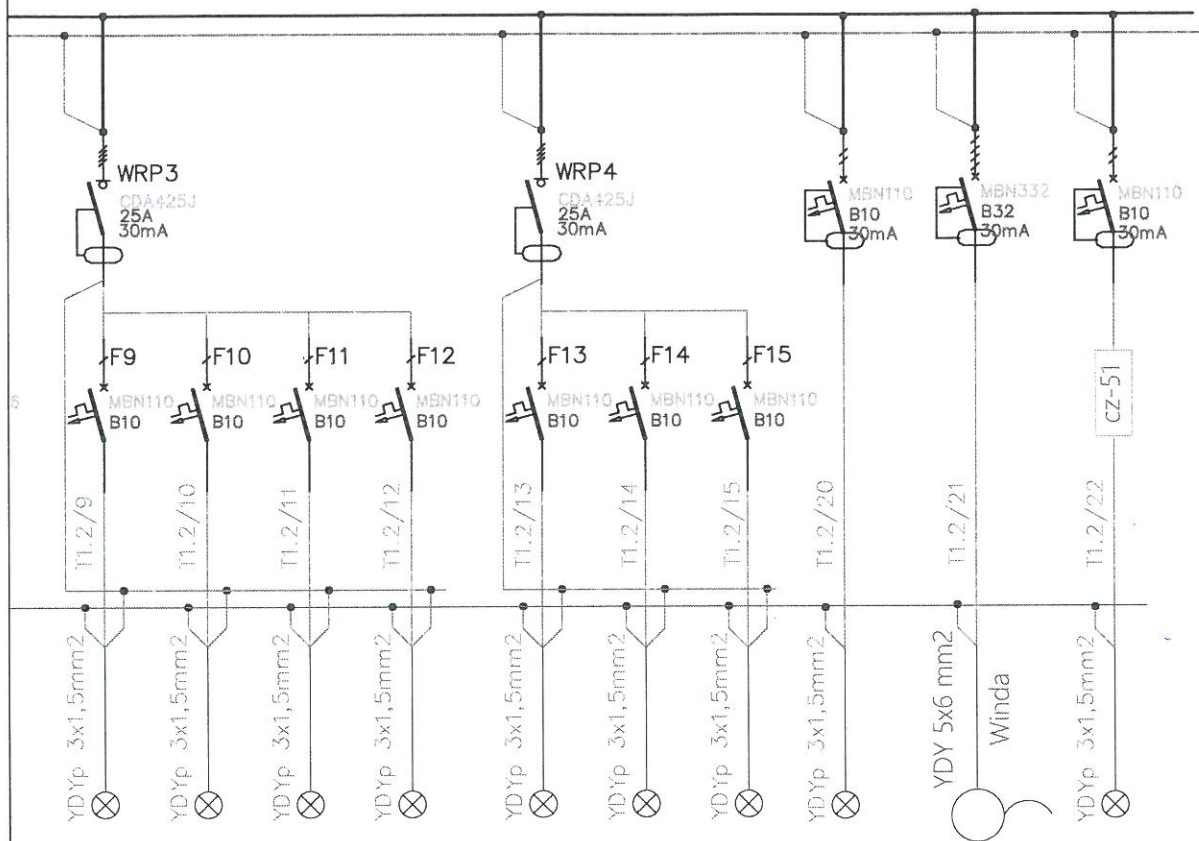 WRP3
CDA425J
25A
30mA
WRP4
CDA425J
25A
30mA
MBN110
B10
30mA
MBN332
B32
30mA
MBN110
B10
30mA
F9
MBN110
B10
F10
MBN110
B10
F11
MBN110
B10
F12
MBN110
B10
F13
MBN110
B10
F14
MBN110
B10
F15
MBN110
B10
6
CZ-51
T1.2/9
T1.2/10
T1.2/11
T1.2/12
T1.2/13
T1.2/14
T1.2/15
T1.2/20
T1.2/21
T1.2/22
YDYp 3x1,5mm2
YDYp 3x1,5mm2
YDYp 3x1,5mm2
YDYp 3x1,5mm2
YDYp 3x1,5mm2
YDYp 3x1,5mm2
YDYp 3x1,5mm2
YDYp 3x1,5mm2
YDY 5x6 mm2
Winda
YDYp 3x1,5mm2